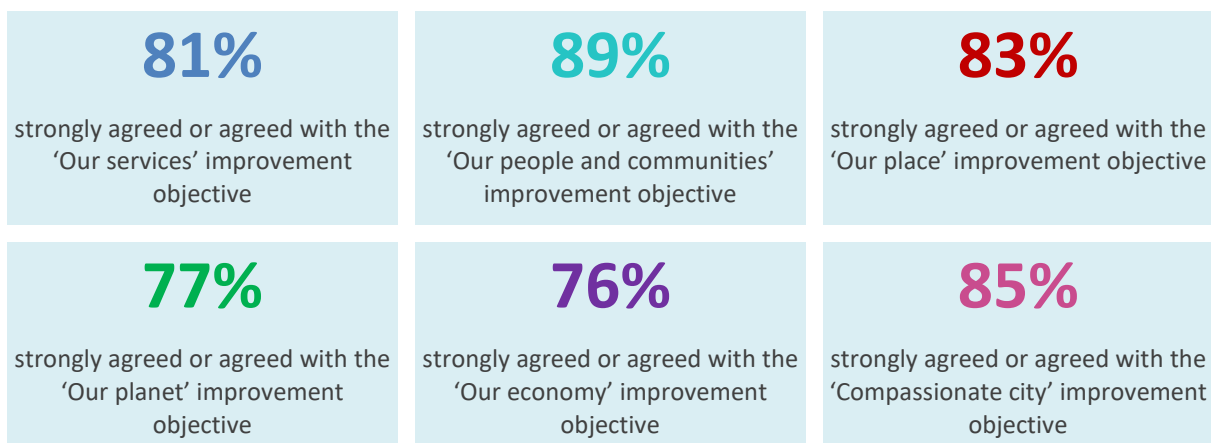 81%
strongly agreed or agreed with the
‘Our services’ improvement
objective
89%
strongly agreed or agreed with the
‘Our people and communities’
improvement objective
83%
strongly agreed or agreed with the
‘Our place’ improvement objective
77%
strongly agreed or agreed with the
‘Our planet’ improvement
objective
76%
strongly agreed or agreed with the
‘Our economy’ improvement
objective
85%
strongly agreed or agreed with the
‘Compassionate city’ improvement
objective